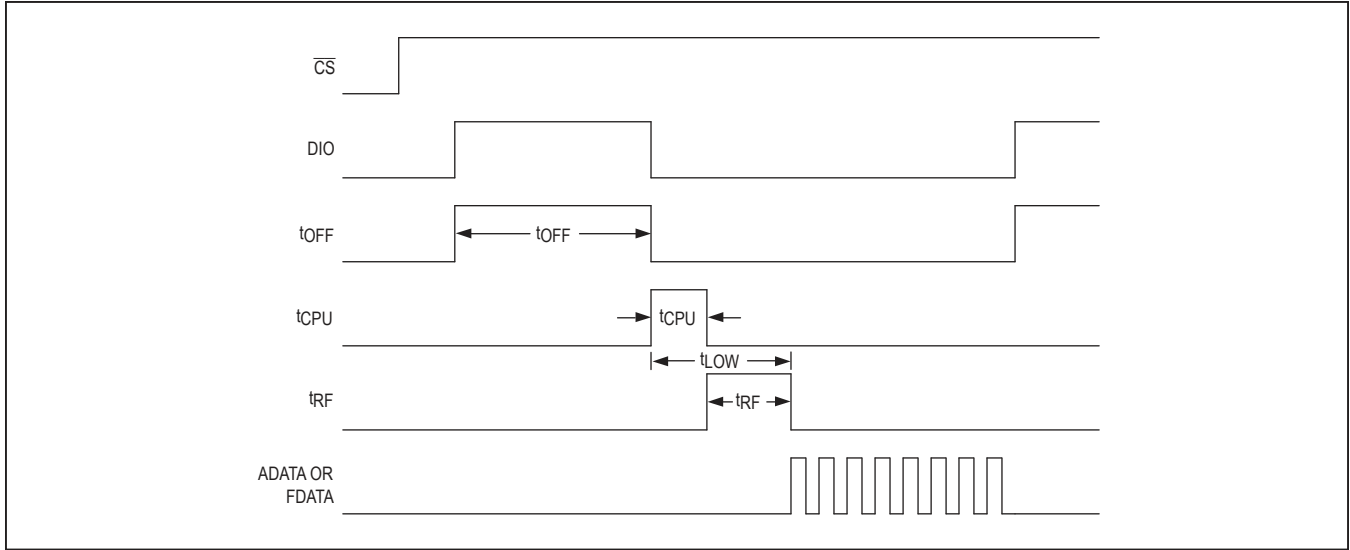 CS
DIO
tOFF
tOFF
tCPU
tCPU
tLOW
tRF
tRF
ADATA OR
FDATA